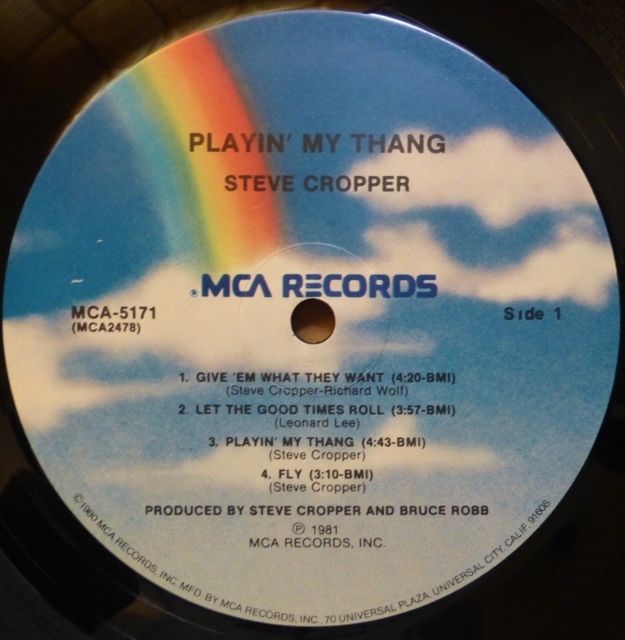 PLAYIN' MY THANG
STEVE CROPPER
MCA RECORDS
MCA-5171
(MCA2478)
Side 1
1. GIVE 'EM WHAT THEY WANT (4:20-BMI)
(Steve Cropper-Richard Wolf)
2. LET THE GOOD TIMES ROLL (3:57-BMI)
(Leonard Lee)
3. PLAYIN' MY THANG (4:43-BMI)
(Steve Cropper)
4. FLY (3:10-BMI)
(Steve Cropper)
PRODUCED BY STEVE CROPPER AND BRUCE ROBB
℗ 1981
MCA RECORDS, INC.
©1980 MCA RECORDS, INC. MFD. BY MCA RECORDS, INC., 70 UNIVERSAL PLAZA, UNIVERSAL CITY, CALIF. 91608